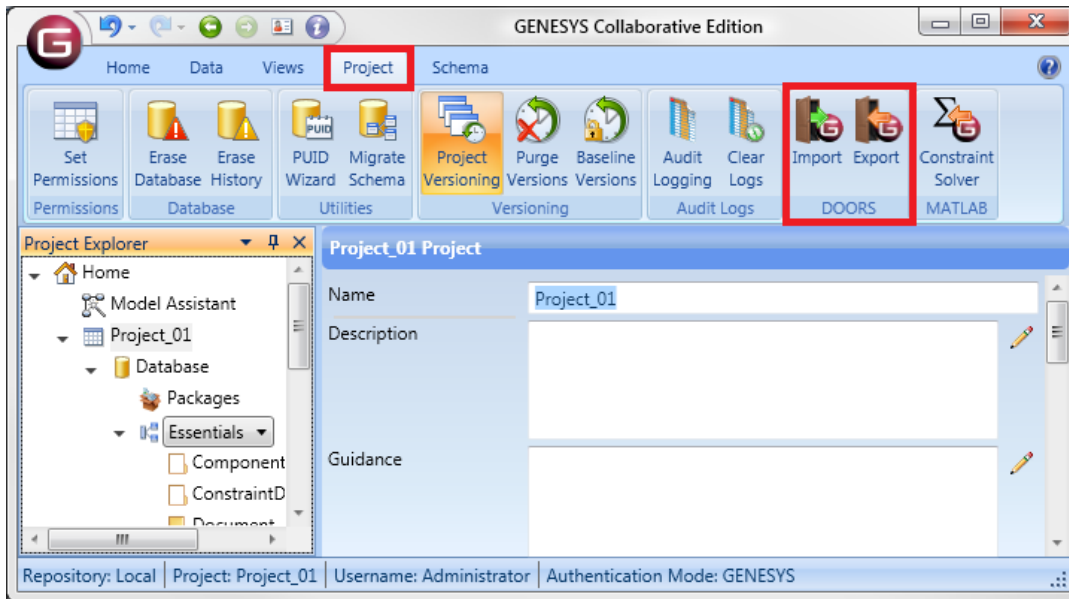 GENESYS Collaborative Edition
Home Data Views Project Schema
Set Permissions
Erase Database
Erase History
PUID Wizard
Migrate Schema
Project Versioning
Purge Versions
Baseline Versions
Audit Logging
Clear Logs
Import
Export
Constraint Solver
Permissions Database Utilities Versioning Audit Logs DOORS MATLAB
Project Explorer
Home
Model Assistant
Project_01
Database
Packages
Essentials
Component
ConstraintD
Document
Project_01 Project
Name
Project_01
Description
Guidance
Repository: Local Project: Project_01 Username: Administrator Authentication Mode: GENESYS